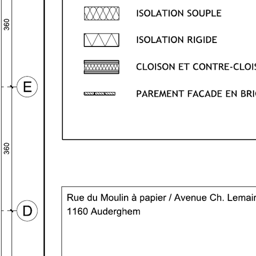 ISOLATION SOUPLE
ISOLATION RIGIDE
CLOISON ET CONTRE-CLOIS
PAREMENT FACADE EN BRI
360
E
360
D
Rue du Moulin à papier / Avenue Ch. Lemair
1160 Auderghem